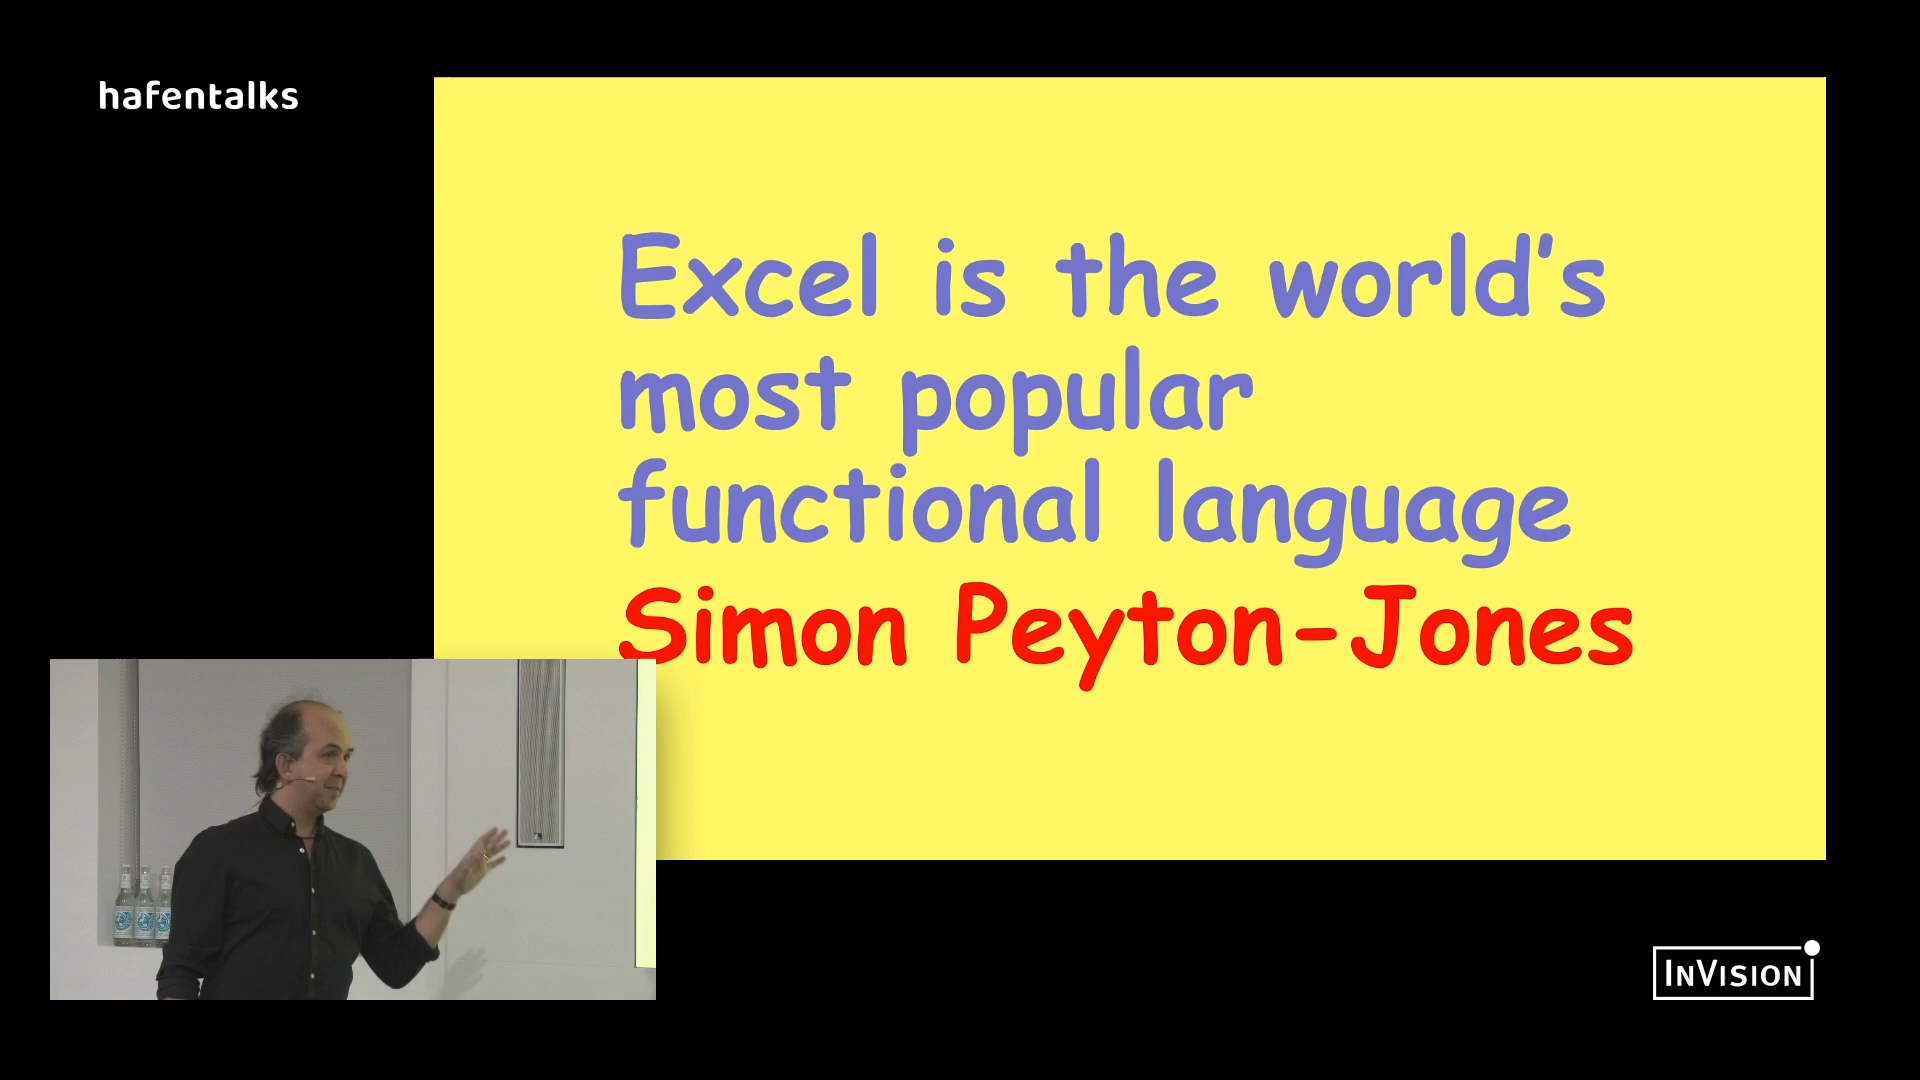 hafentalks
Excel is the world's
most popular
functional language
Simon Peyton-Jones
INVISION